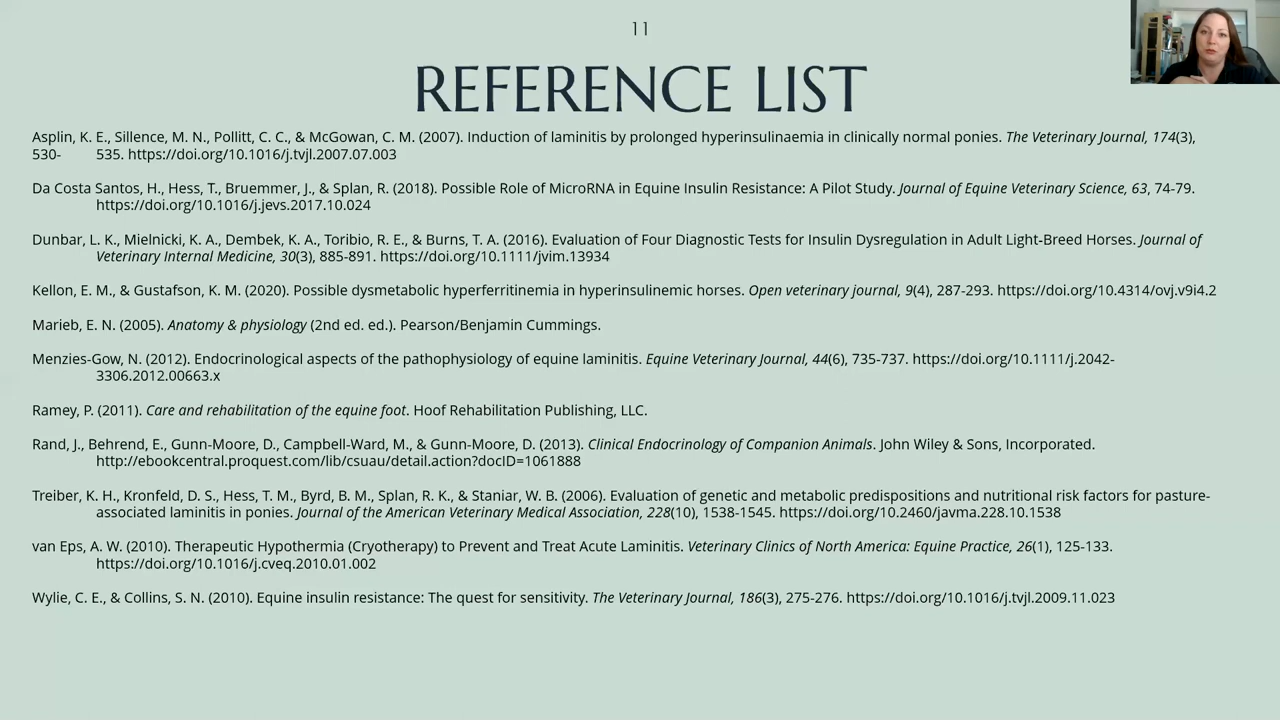 11
REFERENCE LIST
Asplin, K. E., Sillence, M. N., Pollitt, C. C., & McGowan, C. M. (2007). Induction of laminitis by prolonged hyperinsulinaemia in clinically normal ponies. The Veterinary Journal, 174(3),
530- 535. https://doi.org/10.1016/j.tvjl.2007.07.003
Da Costa Santos, H., Hess, T., Bruemmer, J., & Splan, R. (2018). Possible Role of MicroRNA in Equine Insulin Resistance: A Pilot Study. Journal of Equine Veterinary Science, 63, 74-79.
https://doi.org/10.1016/j.jevs.2017.10.024
Dunbar, L. K., Mielnicki, K. A., Dembek, K. A., Toribio, R. E., & Burns, T. A. (2016). Evaluation of Four Diagnostic Tests for Insulin Dysregulation in Adult Light-Breed Horses. Journal of
Veterinary Internal Medicine, 30(3), 885-891. https://doi.org/10.1111/jvim.13934
Kellon, E. M., & Gustafson, K. M. (2020). Possible dysmetabolic hyperferritinemia in hyperinsulinemic horses. Open veterinary journal, 9(4), 287-293. https://doi.org/10.4314/ovj.v9i4.2
Marieb, E. N. (2005). Anatomy & physiology (2nd ed. ed.). Pearson/Benjamin Cummings.
Menzies-Gow, N. (2012). Endocrinological aspects of the pathophysiology of equine laminitis. Equine Veterinary Journal, 44(6), 735-737. https://doi.org/10.1111/j.2042-
3306.2012.00663.x
Ramey, P. (2011). Care and rehabilitation of the equine foot. Hoof Rehabilitation Publishing, LLC.
Rand, J., Behrend, E., Gunn-Moore, D., Campbell-Ward, M., & Gunn-Moore, D. (2013). Clinical Endocrinology of Companion Animals. John Wiley & Sons, Incorporated.
http://ebookcentral.proquest.com/lib/csuau/detail.action?docID=1061888
Treiber, K. H., Kronfeld, D. S., Hess, T. M., Byrd, B. M., Splan, R. K., & Staniar, W. B. (2006). Evaluation of genetic and metabolic predispositions and nutritional risk factors for pasture-
associated laminitis in ponies. Journal of the American Veterinary Medical Association, 228(10), 1538-1545. https://doi.org/10.2460/javma.228.10.1538
van Eps, A. W. (2010). Therapeutic Hypothermia (Cryotherapy) to Prevent and Treat Acute Laminitis. Veterinary Clinics of North America: Equine Practice, 26(1), 125-133.
https://doi.org/10.1016/j.cveq.2010.01.002
Wylie, C. E., & Collins, S. N. (2010). Equine insulin resistance: The quest for sensitivity. The Veterinary Journal, 186(3), 275-276. https://doi.org/10.1016/j.tvjl.2009.11.023